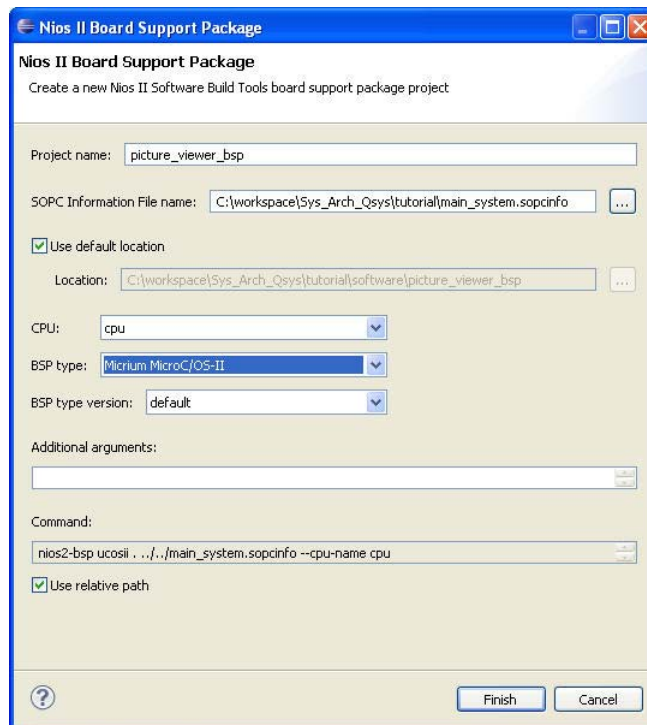 Nios II Board Support Package
Nios II Board Support Package
Create a new Nios II Software Build Tools board support package project
Project name: picture_viewer_bsp
SOPC Information File name: C:\workspace\Sys_Arch_Qsys\tutorial\main_system.sopcinfo ...
Use default location
Location: C:\workspace\Sys_Arch_Qsys\tutorial\software\picture_viewer_bsp ...
CPU: cpu
BSP type: Micrium MicroC/OS-II
BSP type version: default
Additional arguments:
Command:
nios2-bsp ucosii . ../../main_system.sopcinfo --cpu-name cpu
Use relative path
? Finish Cancel